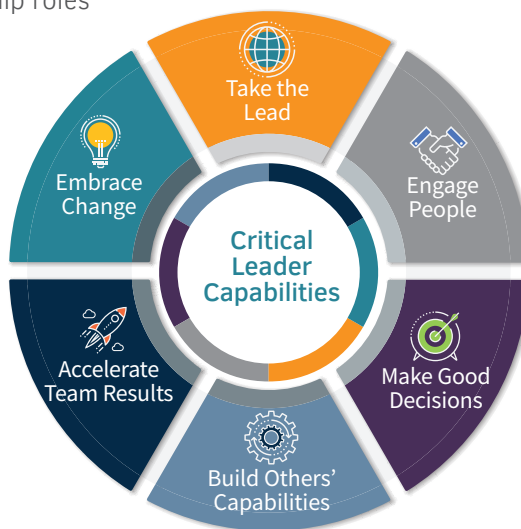 ship roles
Take the
Lead
Engage
People
Make Good
Decisions
Build Others'
Capabilities
Accelerate
Team Results
Embrace
Change
Critical
Leader
Capabilities